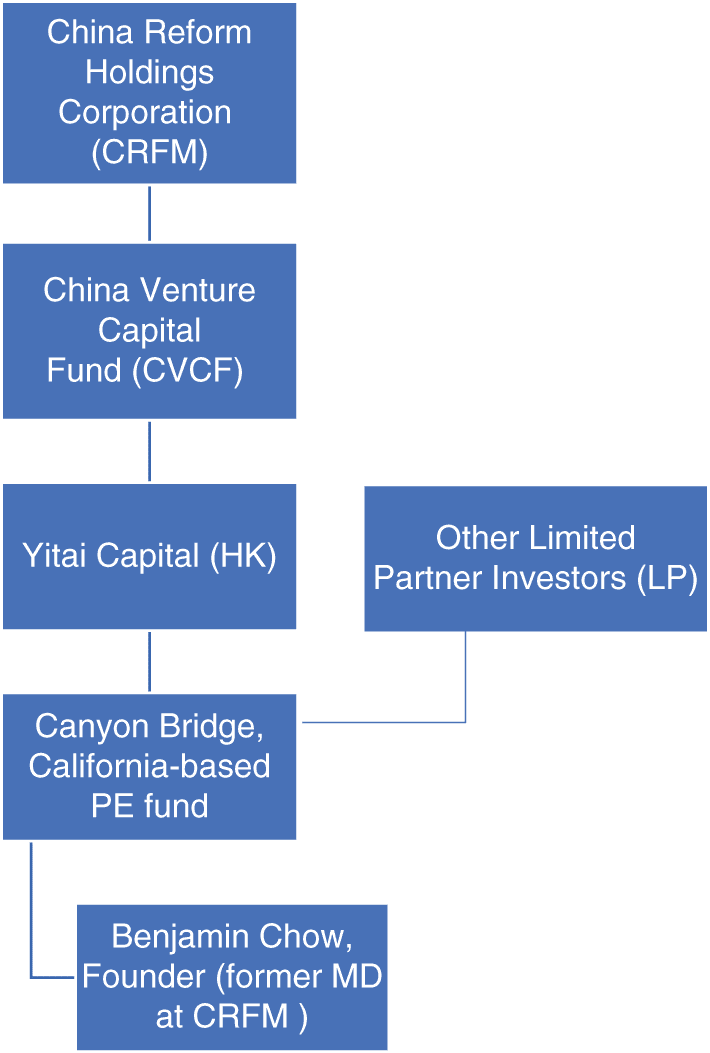 China Reform
Holdings
Corporation
(CRFM)
China Venture
Capital
Fund (CVCF)
Yitai Capital (HK)
Other Limited
Partner Investors (LP)
Canyon Bridge,
California-based
PE fund
Benjamin Chow,
Founder (former MD
at CRFM )